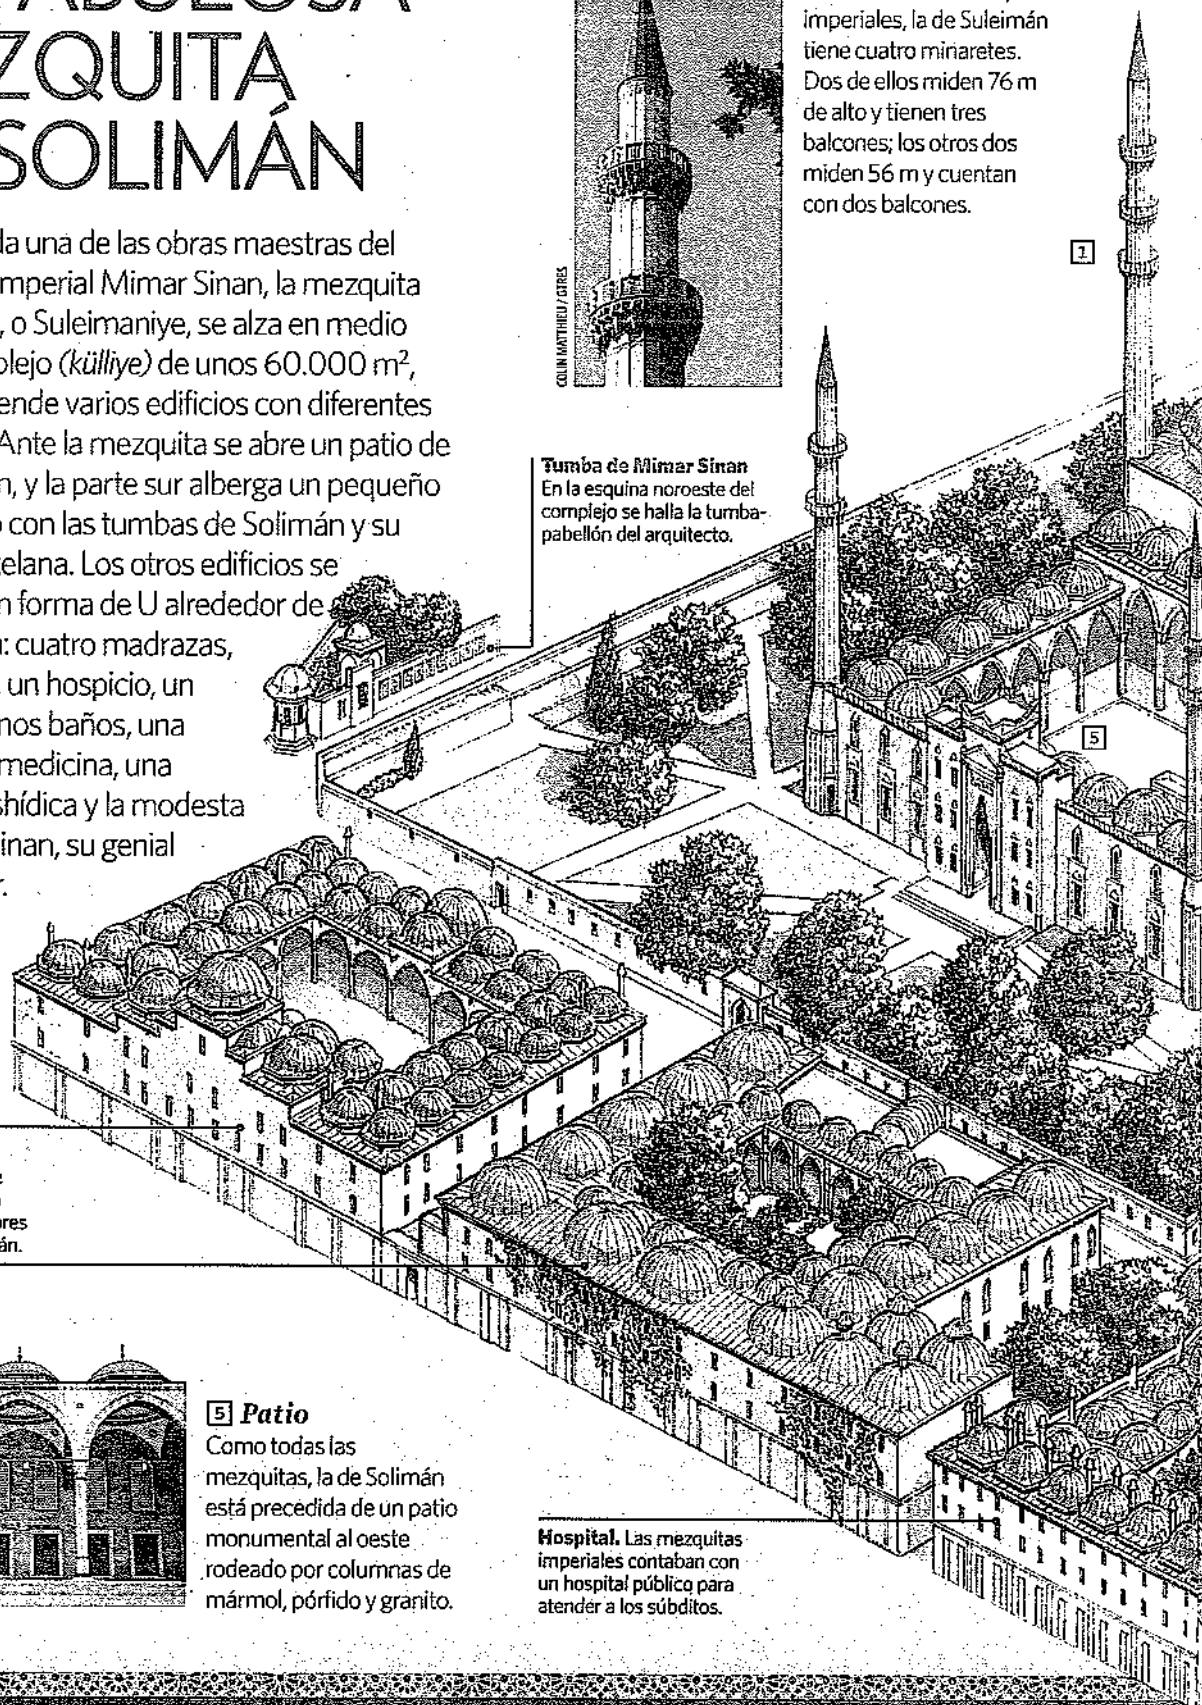 ZQUITA
SOLIMÁN
da una de las obras maestras del
mperial Mimar Sinan, la mezquita
, o Suleimaniye, se alza en medio
plejo (külliye) de unos 60.000 m²,
ende varios edificios con diferentes
Ante la mezquita se abre un patio de
n, y la parte sur alberga un pequeño
o con las tumbas de Solimán y su
elana. Los otros edificios se
n forma de U alrededor de
: cuatro madrazas,
, un hospicio, un
nos baños, una
medicina, una
shídica y la modesta
inan, su genial
r.
COLIN MATTHIEU / GTRES
imperiales, la de Suleimán
tiene cuatro minaretes.
Dos de ellos miden 76 m
de alto y tienen tres
balcones; los otros dos
miden 56 m y cuentan
con dos balcones.
1
Tumba de Mimar Sinan
En la esquina noroeste del
complejo se halla la tumba-
pabellón del arquitecto.
5
res
án.
5 Patio
Como todas las
mezquitas, la de Solimán
está precedida de un patio
monumental al oeste
rodeado por columnas de
mármol, pórfido y granito.
Hospital. Las mezquitas
imperiales contaban con
un hospital público para
atender a los súbditos.